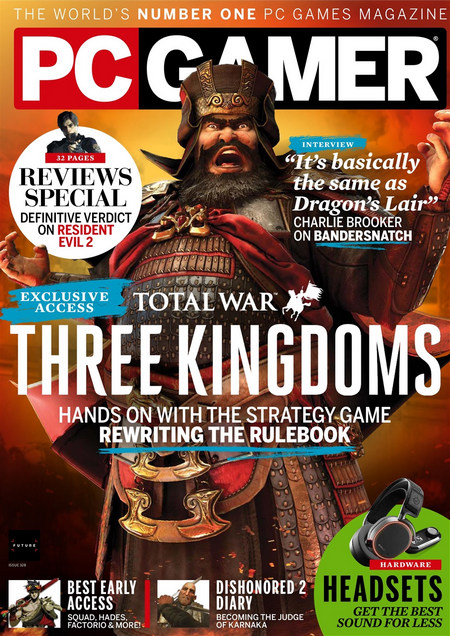 THE WORLD'S NUMBER ONE PC GAMES MAGAZINE
PC GAMER®
32 PAGES
REVIEWS
SPECIAL
DEFINITIVE VERDICT
ON RESIDENT
EVIL 2
INTERVIEW
“It’s basically
the same as
Dragon’s Lair”
CHARLIE BROOKER
ON BANDERSNATCH
EXCLUSIVE
ACCESS
TOTAL WAR
THREE KINGDOMS
HANDS ON WITH THE STRATEGY GAME
REWRITING THE RULEBOOK
FUTURE
HARDWARE
HEADSETS
GET THE BEST
SOUND FOR LESS
BEST EARLY
ACCESS
SQUAD, HADES,
FACTORIO & MORE!
DISHONORED 2
DIARY
BECOMING THE JUDGE
OF KARNAKA